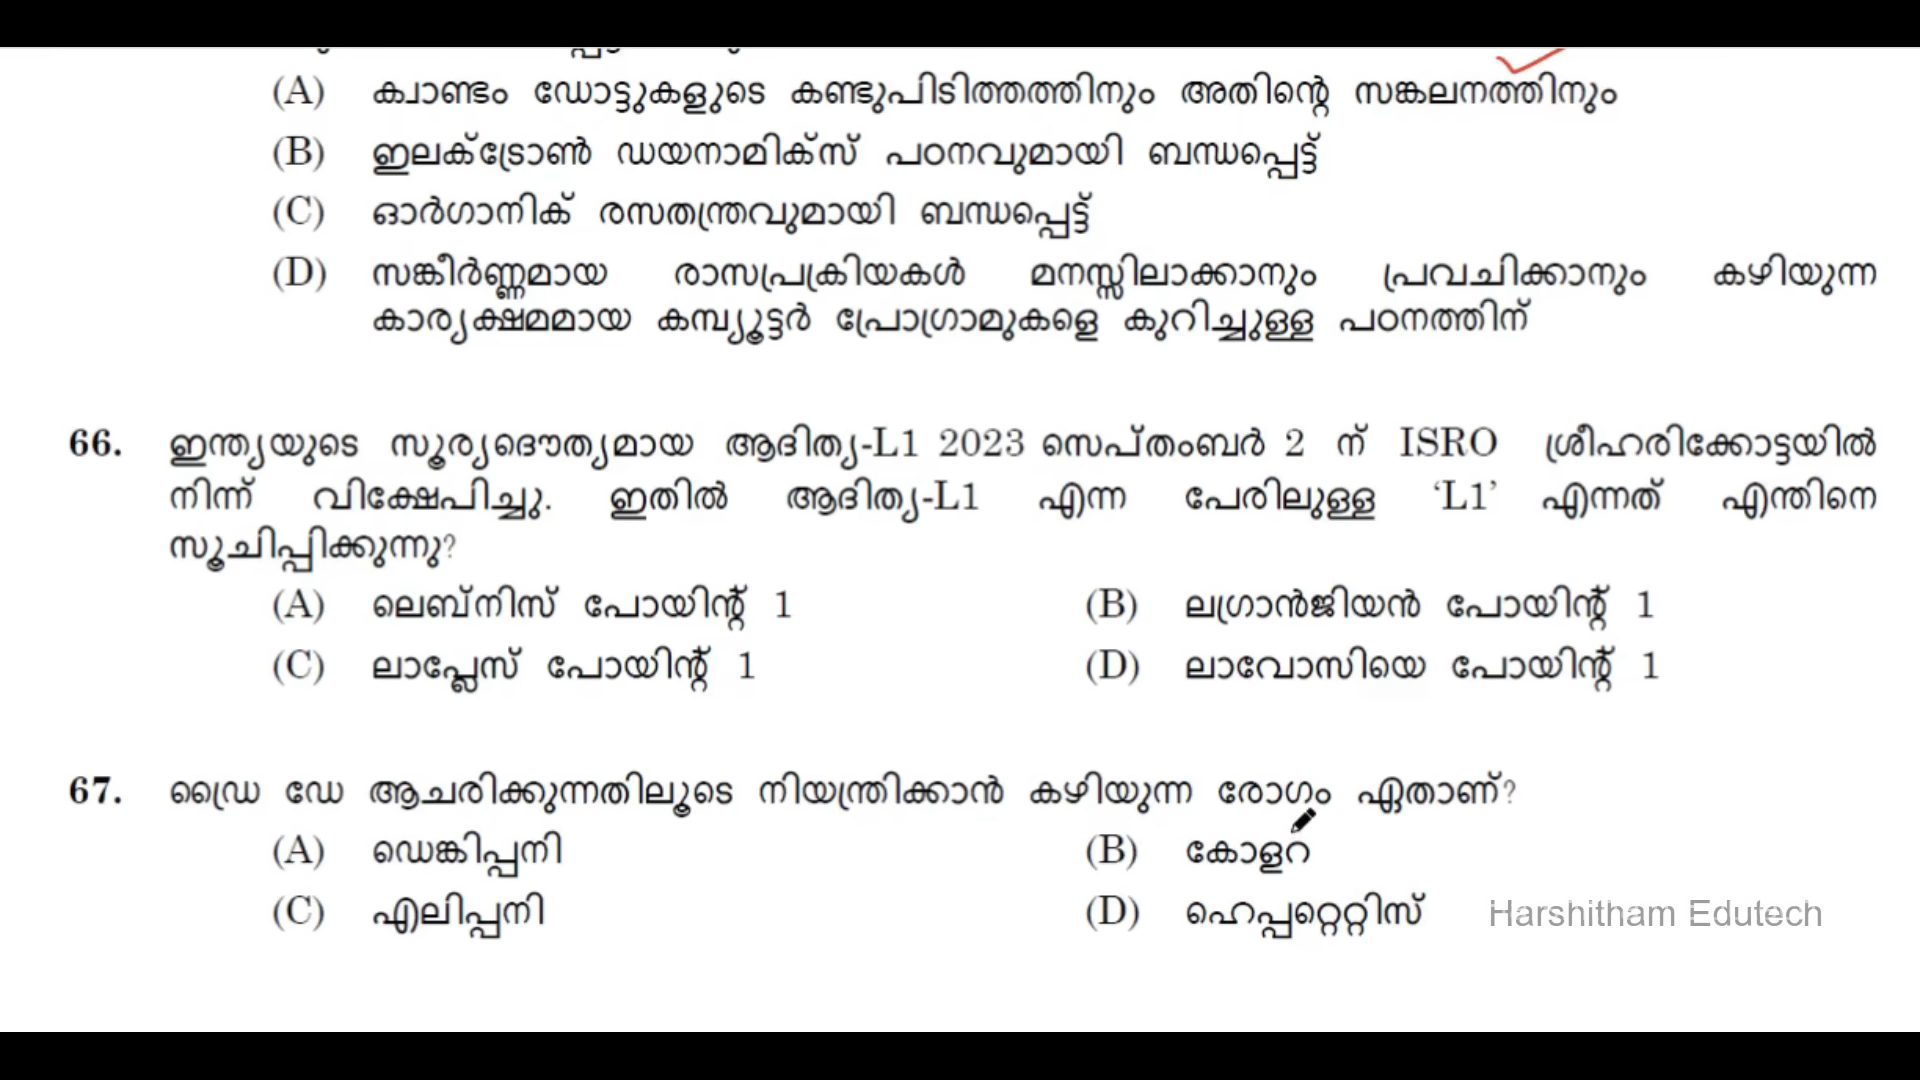 (A) ക്വാണ്ടം ഡോട്ടുകളുടെ കണ്ടുപിടിത്തത്തിനും അതിന്റെ സങ്കലനത്തിനും
(B) ഇലക്ട്രോൺ ഡയനാമിക്സ് പഠനവുമായി ബന്ധപ്പെട്ട്
(C) ഓർഗാനിക് രസതന്ത്രവുമായി ബന്ധപ്പെട്ട്
(D) സങ്കീർണ്ണമായ രാസപ്രക്രിയകൾ മനസ്സിലാക്കാനും പ്രവചിക്കാനും കഴിയുന്ന
കാര്യക്ഷമമായ കമ്പ്യൂട്ടർ പ്രോഗ്രാമുകളെ കുറിച്ചുള്ള പഠനത്തിന്
66. ഇന്ത്യയുടെ സൂര്യദൌത്യമായ ആദിത്യ-L1 2023 സെപ്തംബർ 2 ന് ISRO ശ്രീഹരിക്കോട്ടയിൽ
നിന്ന് വിക്ഷേപിച്ചു. ഇതിൽ ആദിത്യ-L1 എന്ന പേരിലുള്ള ‘L1’ എന്നത് എന്തിനെ
സൂചിപ്പിക്കുന്നു?
(A) ലെബ്നിസ് പോയിന്റ് 1 (B) ലഗ്രാൻജിയൻ പോയിന്റ് 1
(C) ലാപ്ലേസ് പോയിന്റ് 1 (D) ലാവോസിയെ പോയിന്റ് 1
67. ഡ്രൈ ഡേ ആചരിക്കുന്നതിലൂടെ നിയന്ത്രിക്കാൻ കഴിയുന്ന രോഗം ഏതാണ്?
(A) ഡെങ്കിപ്പനി (B) കോളറ
(C) എലിപ്പനി (D) ഹെപ്പറ്റൈറ്റിസ്
Harshitham Edutech